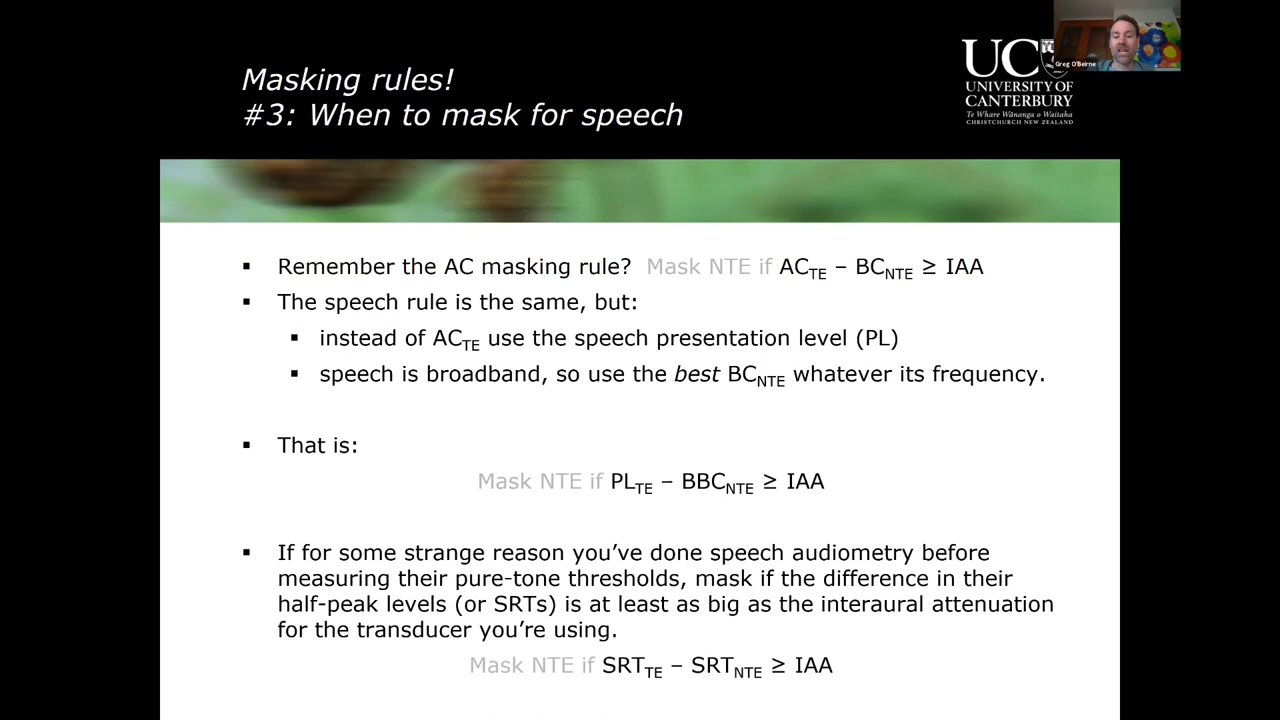 Masking rules!
#3: When to mask for speech
UC
UNIVERSITY OF
CANTERBURY
Te Whare Wānanga o Waitaha
CHRISTCHURCH NEW ZEALAND
Greg O'Beirne
▪ Remember the AC masking rule? Mask NTE if AC_TE – BC_NTE ≥ IAA
▪ The speech rule is the same, but:
▪ instead of AC_TE use the speech presentation level (PL)
▪ speech is broadband, so use the best BC_NTE whatever its frequency.
▪ That is:
Mask NTE if PL_TE – BBC_NTE ≥ IAA
▪ If for some strange reason you’ve done speech audiometry before
measuring their pure-tone thresholds, mask if the difference in their
half-peak levels (or SRTs) is at least as big as the interaural attenuation
for the transducer you’re using.
Mask NTE if SRT_TE – SRT_NTE ≥ IAA